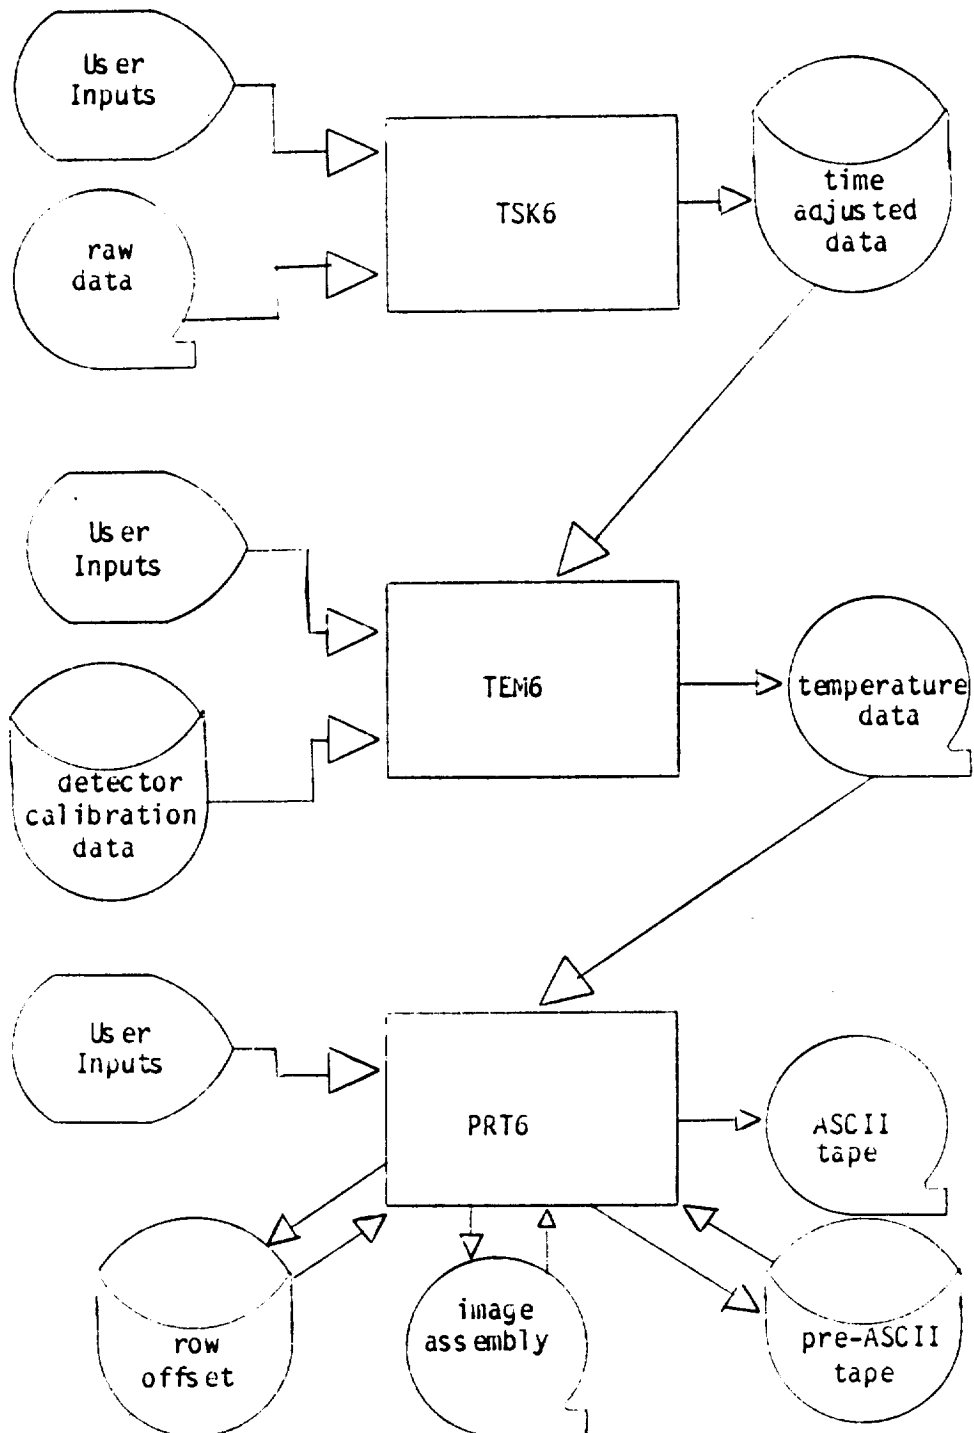 User
Inputs
raw
data
TSK6
time
adjusted
data
User
Inputs
detector
calibration
data
TEM6
temperature
data
User
Inputs
PRT6
ASCII
tape
row
offset
image
assembly
pre-ASCII
tape